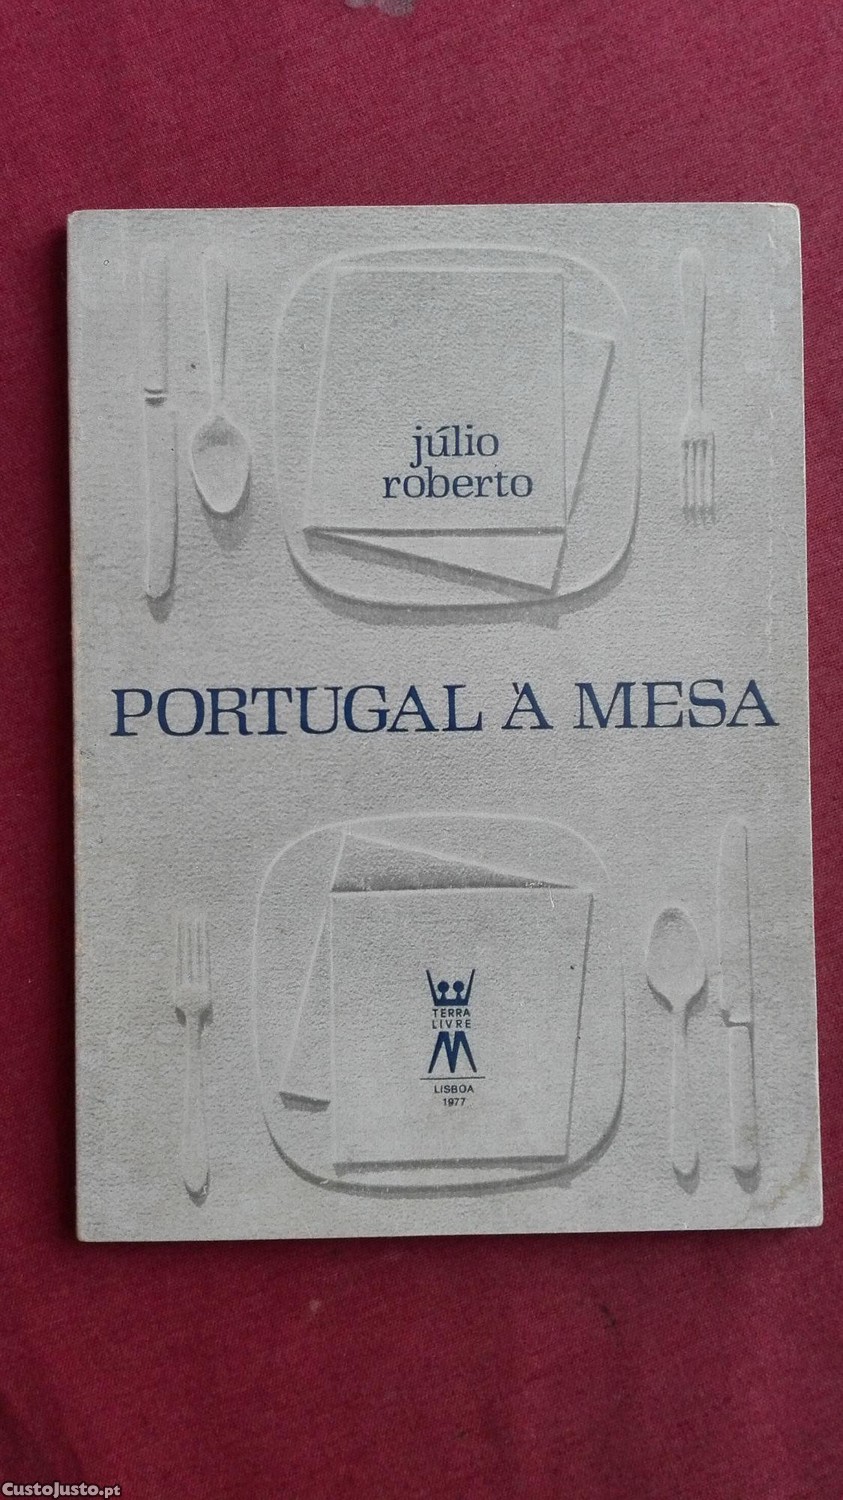 júlio
roberto
PORTUGAL À MESA
TERRA
LIVRE
LISBOA
1977
CustoJusto.pt